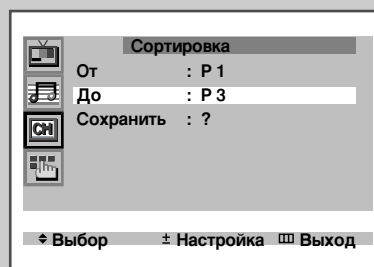 Сортировка
От : P 1
До : P 3
CH
Сохранить : ?
Выбор ± Настройка Выход